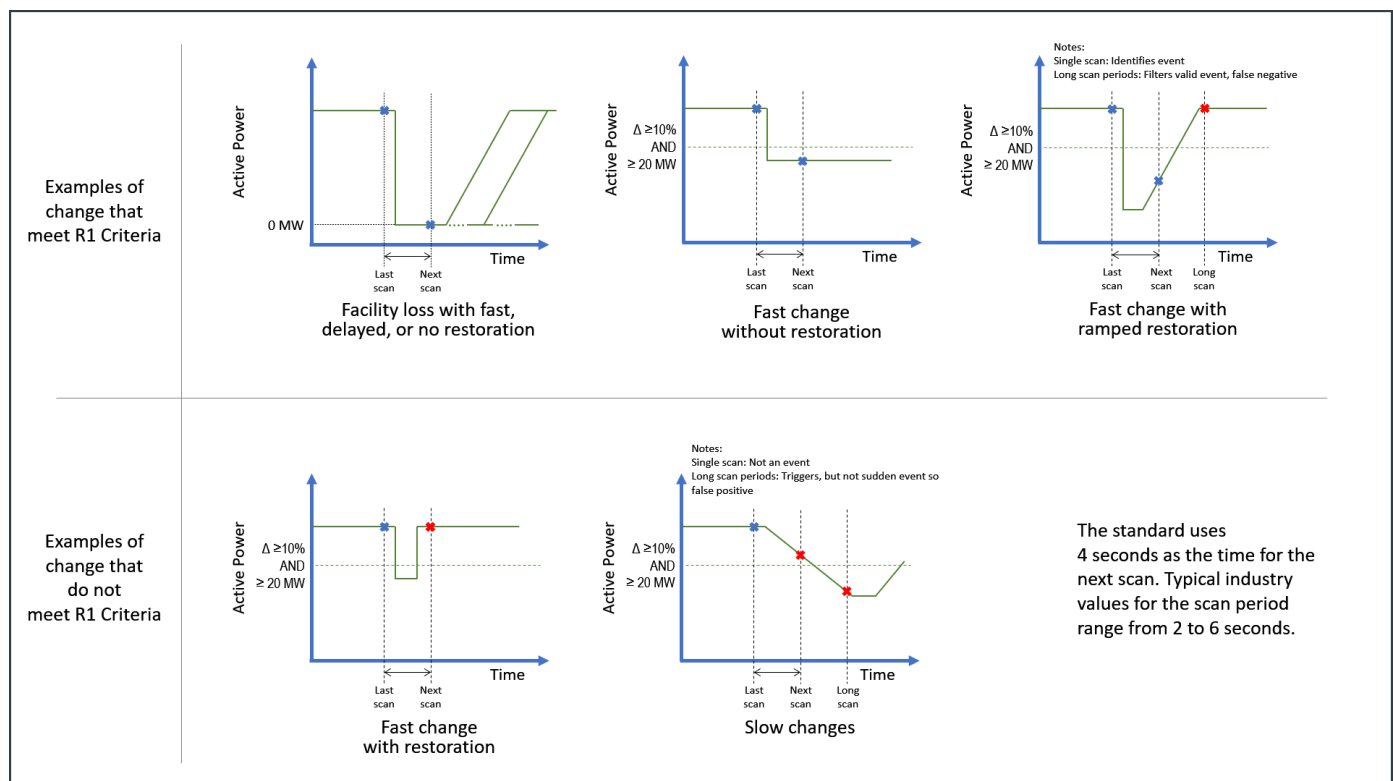 Examples of
change that
meet R1 Criteria
Active Power
0 MW
Time
Last
scan
Next
scan
Facility loss with fast,
delayed, or no restoration
Active Power
Δ ≥10%
AND
≥ 20 MW
Time
Last
scan
Next
scan
Fast change
without restoration
Notes:
Single scan: Identifies event
Long scan periods: Filters valid event, false negative
Active Power
Δ ≥10%
AND
≥ 20 MW
Time
Last
scan
Next
scan
Long
scan
Fast change with
ramped restoration
Examples of
change that
do not
meet R1 Criteria
Active Power
Δ ≥10%
AND
≥ 20 MW
Time
Last
scan
Next
scan
Fast change
with restoration
Notes:
Single scan: Not an event
Long scan periods: Triggers, but not sudden event so
false positive
Active Power
Δ ≥10%
AND
≥ 20 MW
Time
Last
scan
Next
scan
Long
scan
Slow changes
The standard uses
4 seconds as the time for the
next scan. Typical industry
values for the scan period
range from 2 to 6 seconds.